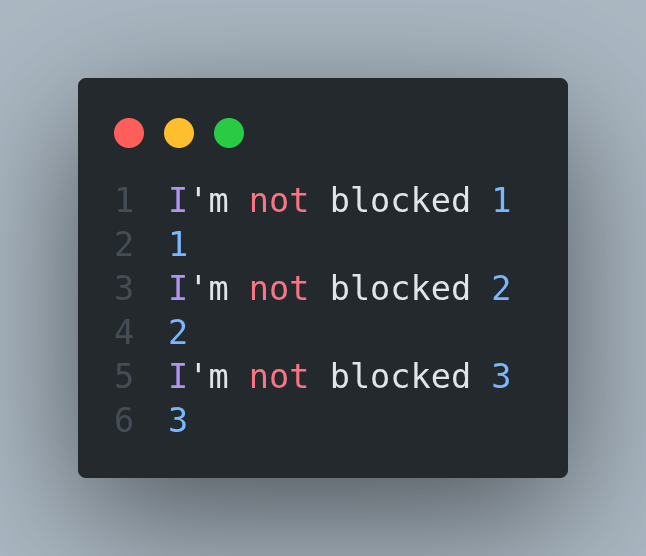 1 I'm not blocked 1
2 1
3 I'm not blocked 2
4 2
5 I'm not blocked 3
6 3